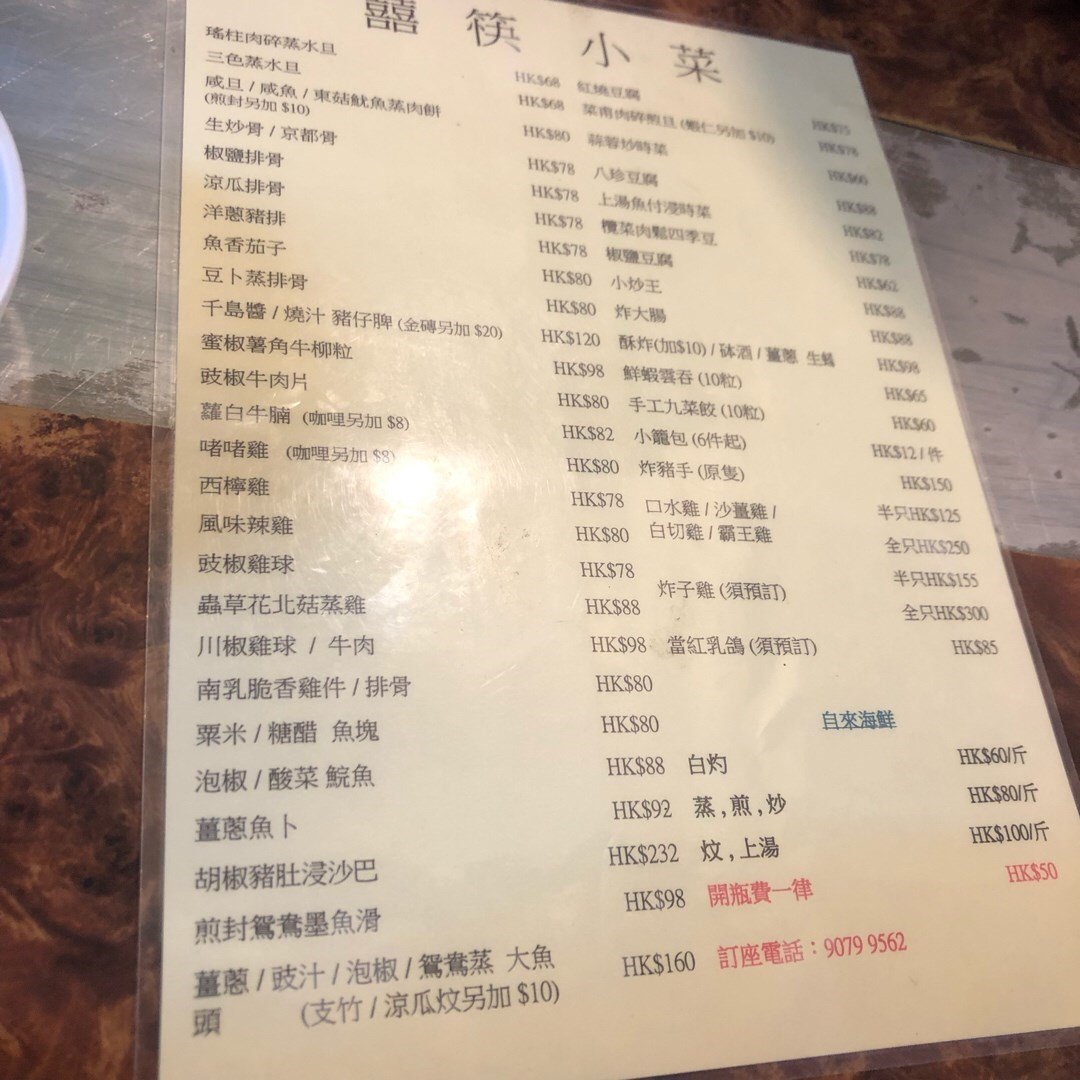 囍筷小菜
瑤柱肉碎蒸水旦 HK$68
三色蒸水旦 HK$68
咸旦 / 咸魚 / 東菇魷魚蒸肉餅 HK$80
(煎封另加 $10)
生炒骨 / 京都骨 HK$78
椒鹽排骨 HK$78
涼瓜排骨 HK$78
洋蔥豬排 HK$78
魚香茄子 HK$80
豆卜蒸排骨 HK$80
千島醬 / 燒汁 豬仔脾 (金磚另加 $20) HK$120
蜜椒薯角牛柳粒 HK$98
豉椒牛肉片 HK$80
蘿白牛腩 (咖哩另加 $8) HK$82
啫啫雞 (咖哩另加 $8) HK$80
西檸雞 HK$78
風味辣雞 HK$80
豉椒雞球 HK$78
蟲草花北菇蒸雞 HK$88
川椒雞球 / 牛肉 HK$98
南乳脆香雞件 / 排骨 HK$80
粟米 / 糖醋 魚塊 HK$80
泡椒 / 酸菜 鯇魚 HK$88
薑蔥魚卜 HK$92
胡椒豬肚浸沙巴 HK$232
煎封鴛鴦墨魚滑 HK$98
薑蔥 / 豉汁 / 泡椒 / 鴛鴦蒸 大魚 HK$160
頭 (支竹 / 涼瓜炆另加 $10)
紅燒豆腐 HK$75
菜甫肉碎煎旦 (蝦仁另加 $10) HK$78
蒜蓉炒時菜 HK$60
八珍豆腐 HK$88
上湯魚付浸時菜 HK$82
欖菜肉鬆四季豆 HK$78
椒鹽豆腐 HK$62
小炒王 HK$88
炸大腸 HK$88
酥炸(加$10) / 砵酒 / 薑蔥 生蠔 HK$98
鮮蝦雲吞 (10粒) HK$65
手工九菜餃 (10粒) HK$60
小籠包 (6件起) HK$12 / 件
炸豬手 (原隻) HK$150
口水雞 / 沙薑雞 / 半只HK$125
白切雞 / 霸王雞 全只HK$250
炸子雞 (須預訂) 半只HK$155
全只HK$300
當紅乳鴿 (須預訂) HK$85
自來海鮮
白灼 HK$60/斤
蒸 , 煎 , 炒 HK$80/斤
炆 , 上湯 HK$100/斤
開瓶費一律 HK$50
訂座電話：9079 9562